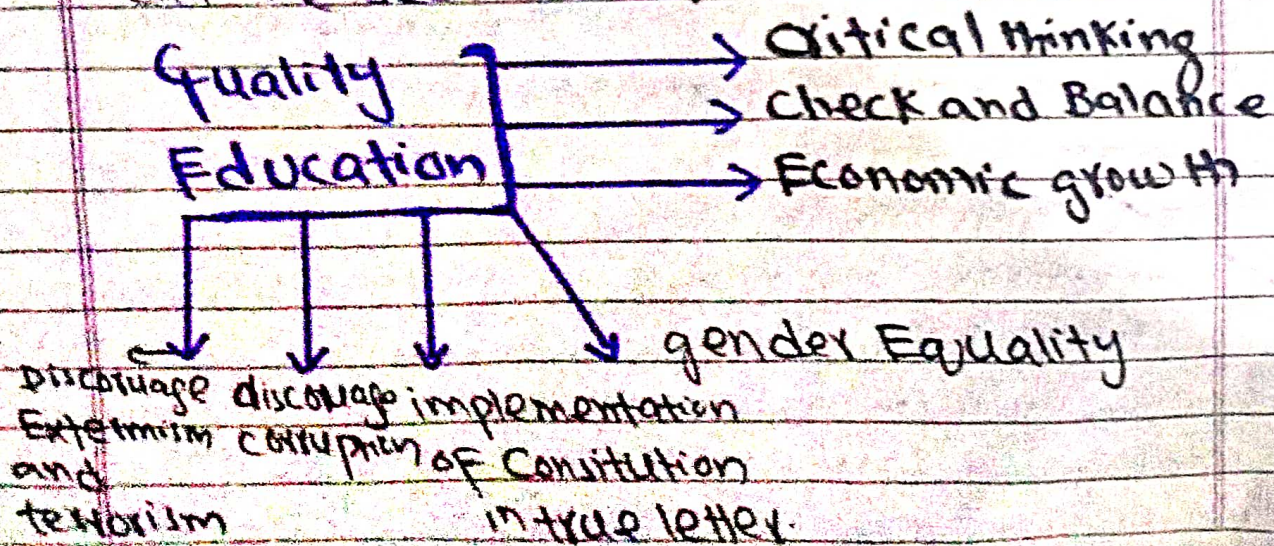 Quality
Education
Critical thinking
Check and Balance
Economic growth
gender Equality
Discourage
Extermism
and
terrorism
discourage
corruption
implementation
of Consitution
in true letter.